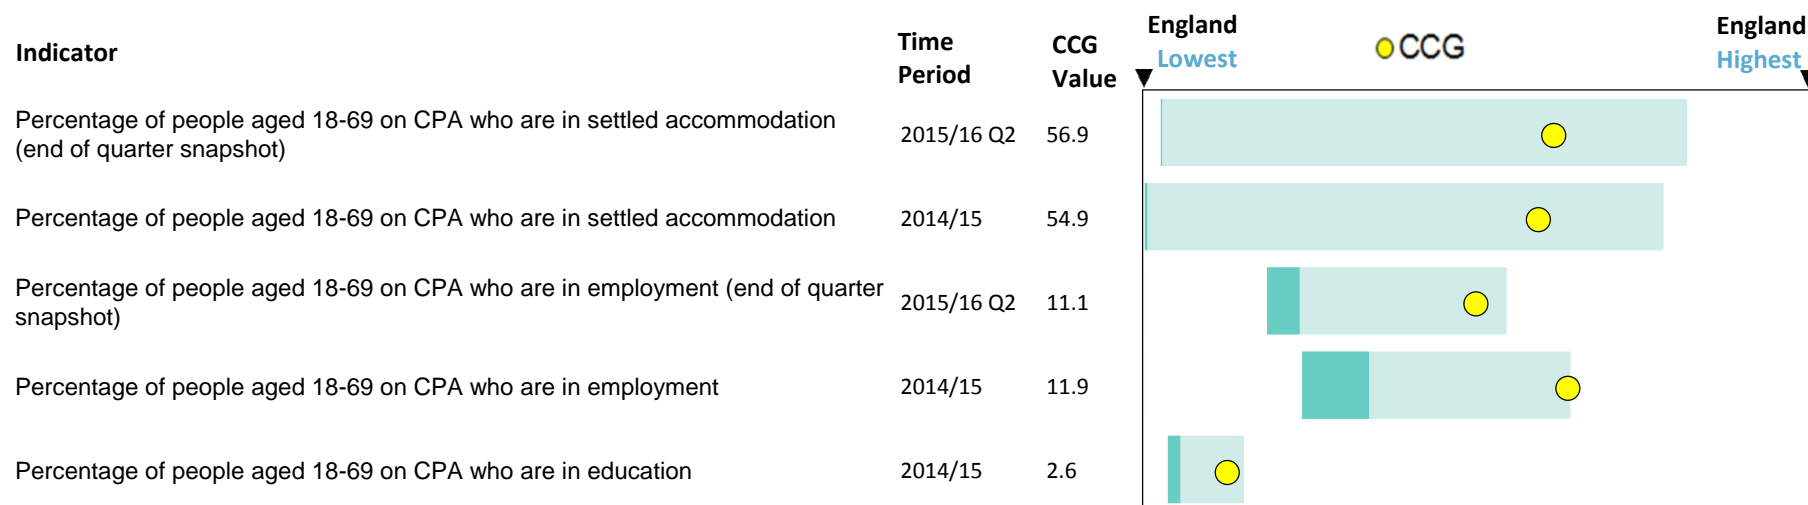 Indicator
Time
Period
CCG
Value
England
Lowest
CCG
England
Highest
Percentage of people aged 18-69 on CPA who are in settled accommodation
(end of quarter snapshot)
2015/16 Q2
56.9
Percentage of people aged 18-69 on CPA who are in settled accommodation
2014/15
54.9
Percentage of people aged 18-69 on CPA who are in employment (end of quarter
snapshot)
2015/16 Q2
11.1
Percentage of people aged 18-69 on CPA who are in employment
2014/15
11.9
Percentage of people aged 18-69 on CPA who are in education
2014/15
2.6